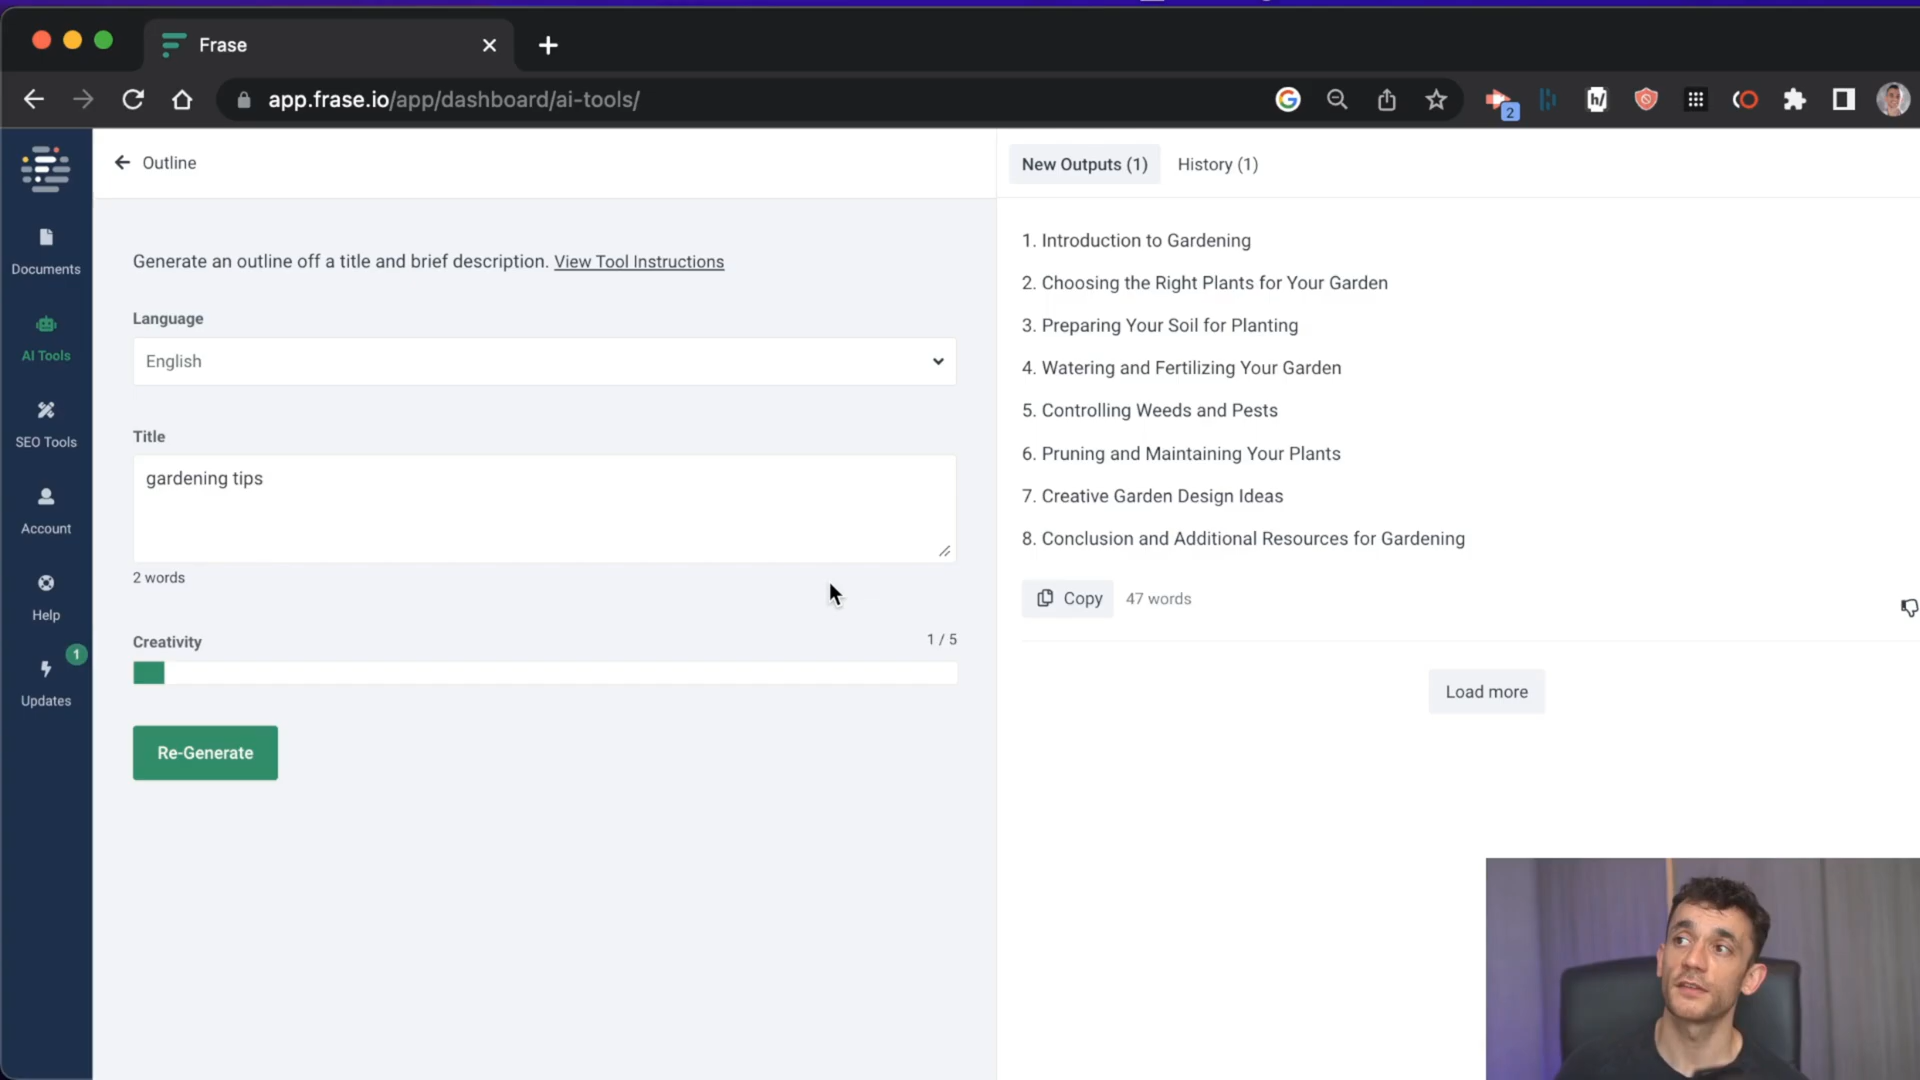 Frase
app.frase.io/app/dashboard/ai-tools/
2
Documents
AI Tools
SEO Tools
Account
Help
1
Updates
Outline
Generate an outline off a title and brief description. View Tool Instructions
Language
English
Title
gardening tips
2 words
Creativity
1 / 5
Re-Generate
New Outputs (1)
History (1)
1. Introduction to Gardening
2. Choosing the Right Plants for Your Garden
3. Preparing Your Soil for Planting
4. Watering and Fertilizing Your Garden
5. Controlling Weeds and Pests
6. Pruning and Maintaining Your Plants
7. Creative Garden Design Ideas
8. Conclusion and Additional Resources for Gardening
Copy
47 words
Load more